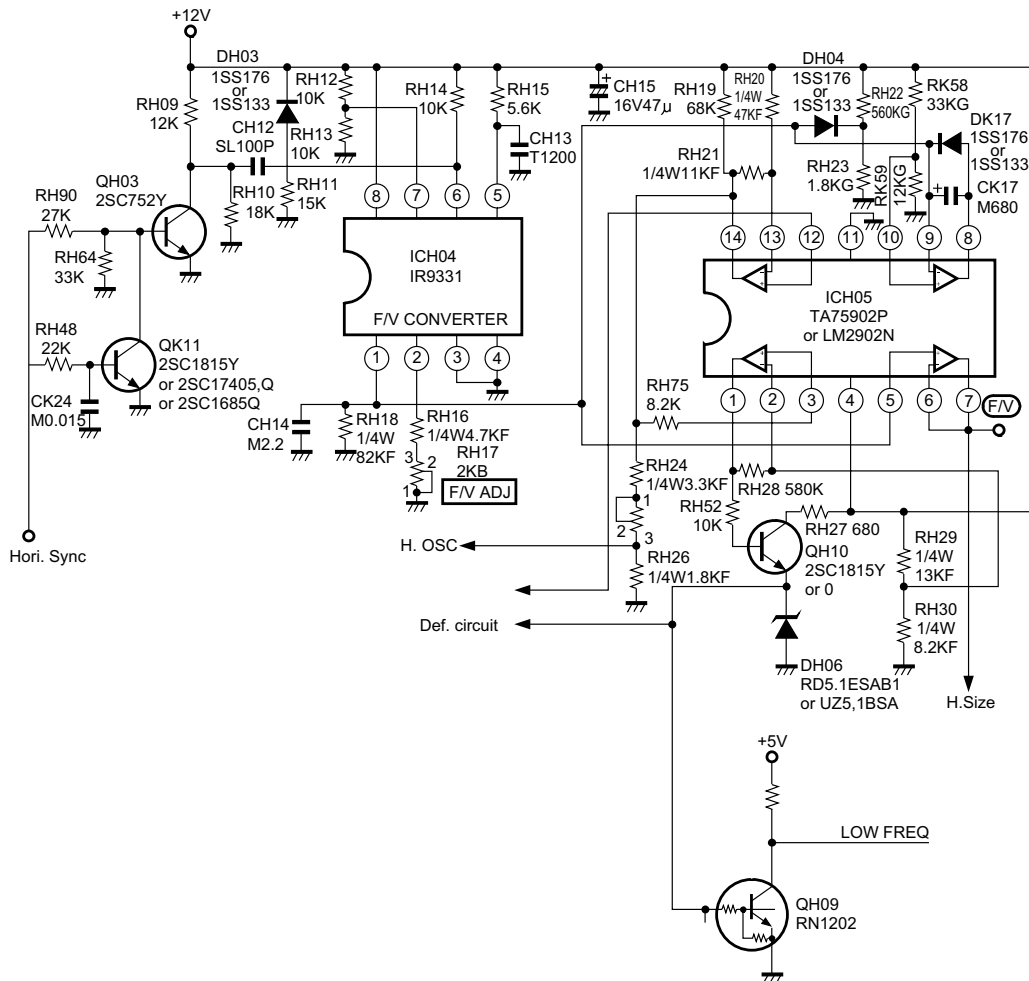 +12V
DH03
1SS176
or
1SS133
RH09
12K
CH12
SL100P
RH12
10K
RH13
10K
RH14
10K
RH15
5.6K
CH13
T1200
CH15
16V47μ
+
RH19
68K
RH20
1/4W
47KF
DH04
1SS176
or
1SS133
RH22
560KG
RK58
33KG
DK17
1SS176
or
1SS133
RH21
1/4W11KF
RH23
1.8KG
RK59
12KG
+
CK17
M680
RH90
27K
QH03
2SC752Y
RH10
18K
RH11
15K
RH64
33K
8
7
6
5
ICH04
IR9331
F/V CONVERTER
1
2
3
4
14
13
12
11
10
9
8
ICH05
TA75902P
or LM2902N
1
2
3
4
5
6
7
F/V
RH48
22K
QK11
2SC1815Y
or 2SC17405,Q
or 2SC1685Q
CK24
M0.015
CH14
M2.2
RH18
1/4W
82KF
RH16
1/4W4.7KF
RH17
2KB
3
2
1
F/V ADJ
RH75
8.2K
RH24
1/4W3.3KF
1
2
3
RH28 580K
RH52
10K
RH27 680
QH10
2SC1815Y
or 0
RH29
1/4W
13KF
Hori. Sync
H. OSC
RH26
1/4W1.8KF
RH30
1/4W
8.2KF
Def. circuit
DH06
RD5.1ESAB1
or UZ5,1BSA
H.Size
+5V
LOW FREQ
QH09
RN1202